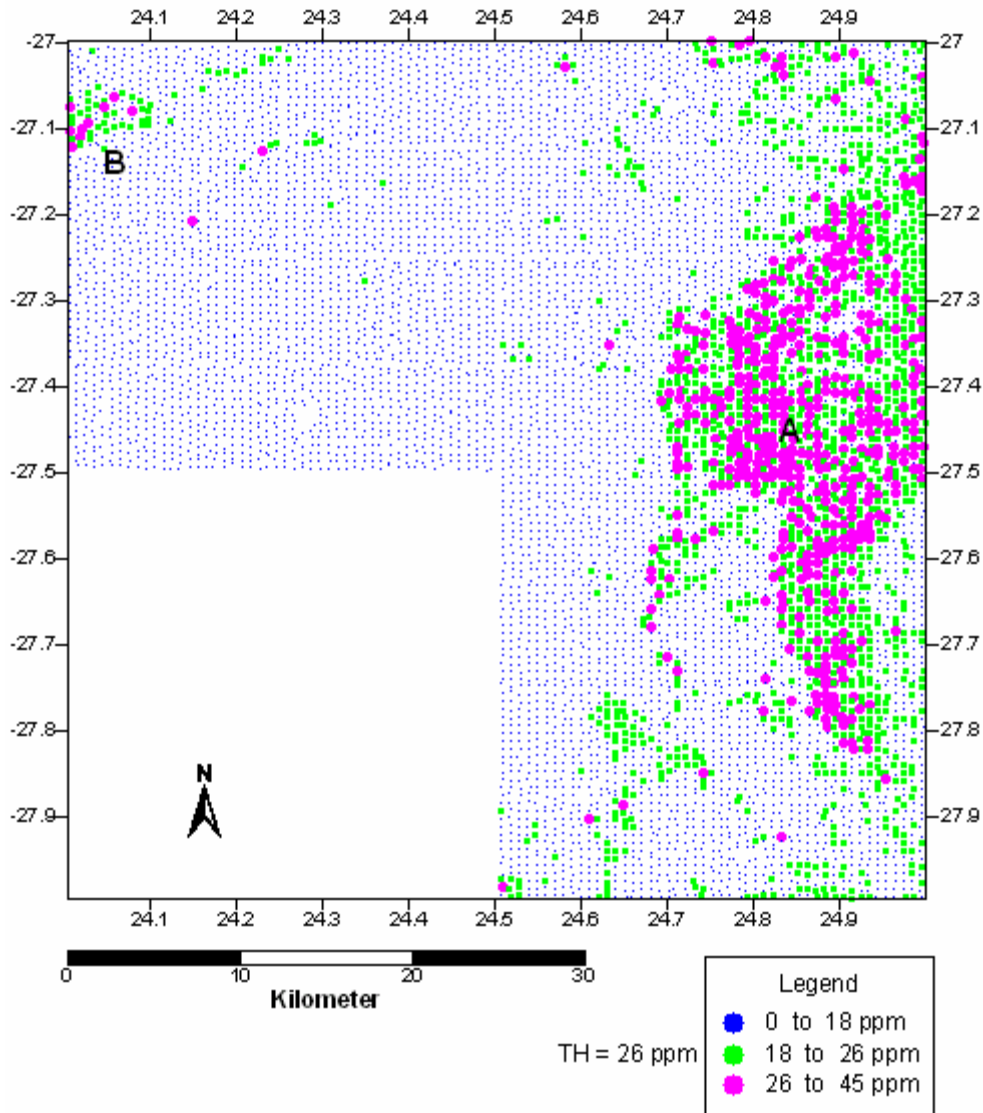 24.1 24.2 24.3 24.4 24.5 24.6 24.7 24.8 24.9
-27 -27
-27.1 -27.1
B
-27.2 -27.2
-27.3 -27.3
-27.4 -27.4
A
-27.5 -27.5
-27.6 -27.6
-27.7 -27.7
-27.8 -27.8
N
-27.9 -27.9
24.1 24.2 24.3 24.4 24.5 24.6 24.7 24.8 24.9
0 10 20 30
Kilometer
Legend
0 to 18 ppm
TH = 26 ppm 18 to 26 ppm
26 to 45 ppm